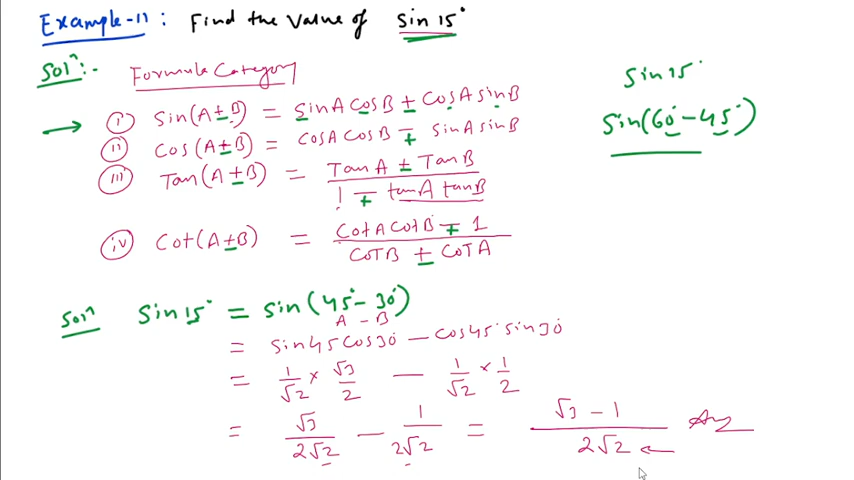 Example-11: Find the value of sin 15°
Sol^n:- Formula Category
(i) Sin(A±B) = SinA CosB ± CosA SinB
(ii) Cos(A±B) = CosA CosB ∓ SinA SinB
(iii) Tan(A±B) = TanA ± TanB / 1 ∓ tanA tanB
(iv) Cot(A±B) = CotA CotB ∓ 1 / COTB ± COTA
Sin 15°
Sin(60° - 45°)
Sol^n Sin 15° = Sin(45° - 30°)
A - B
= Sin45 Cos30 - Cos45° Sin30
= 1/√2 × √3/2 - 1/√2 × 1/2
= √3/2√2 - 1/2√2 = √3 - 1/2√2 Ans